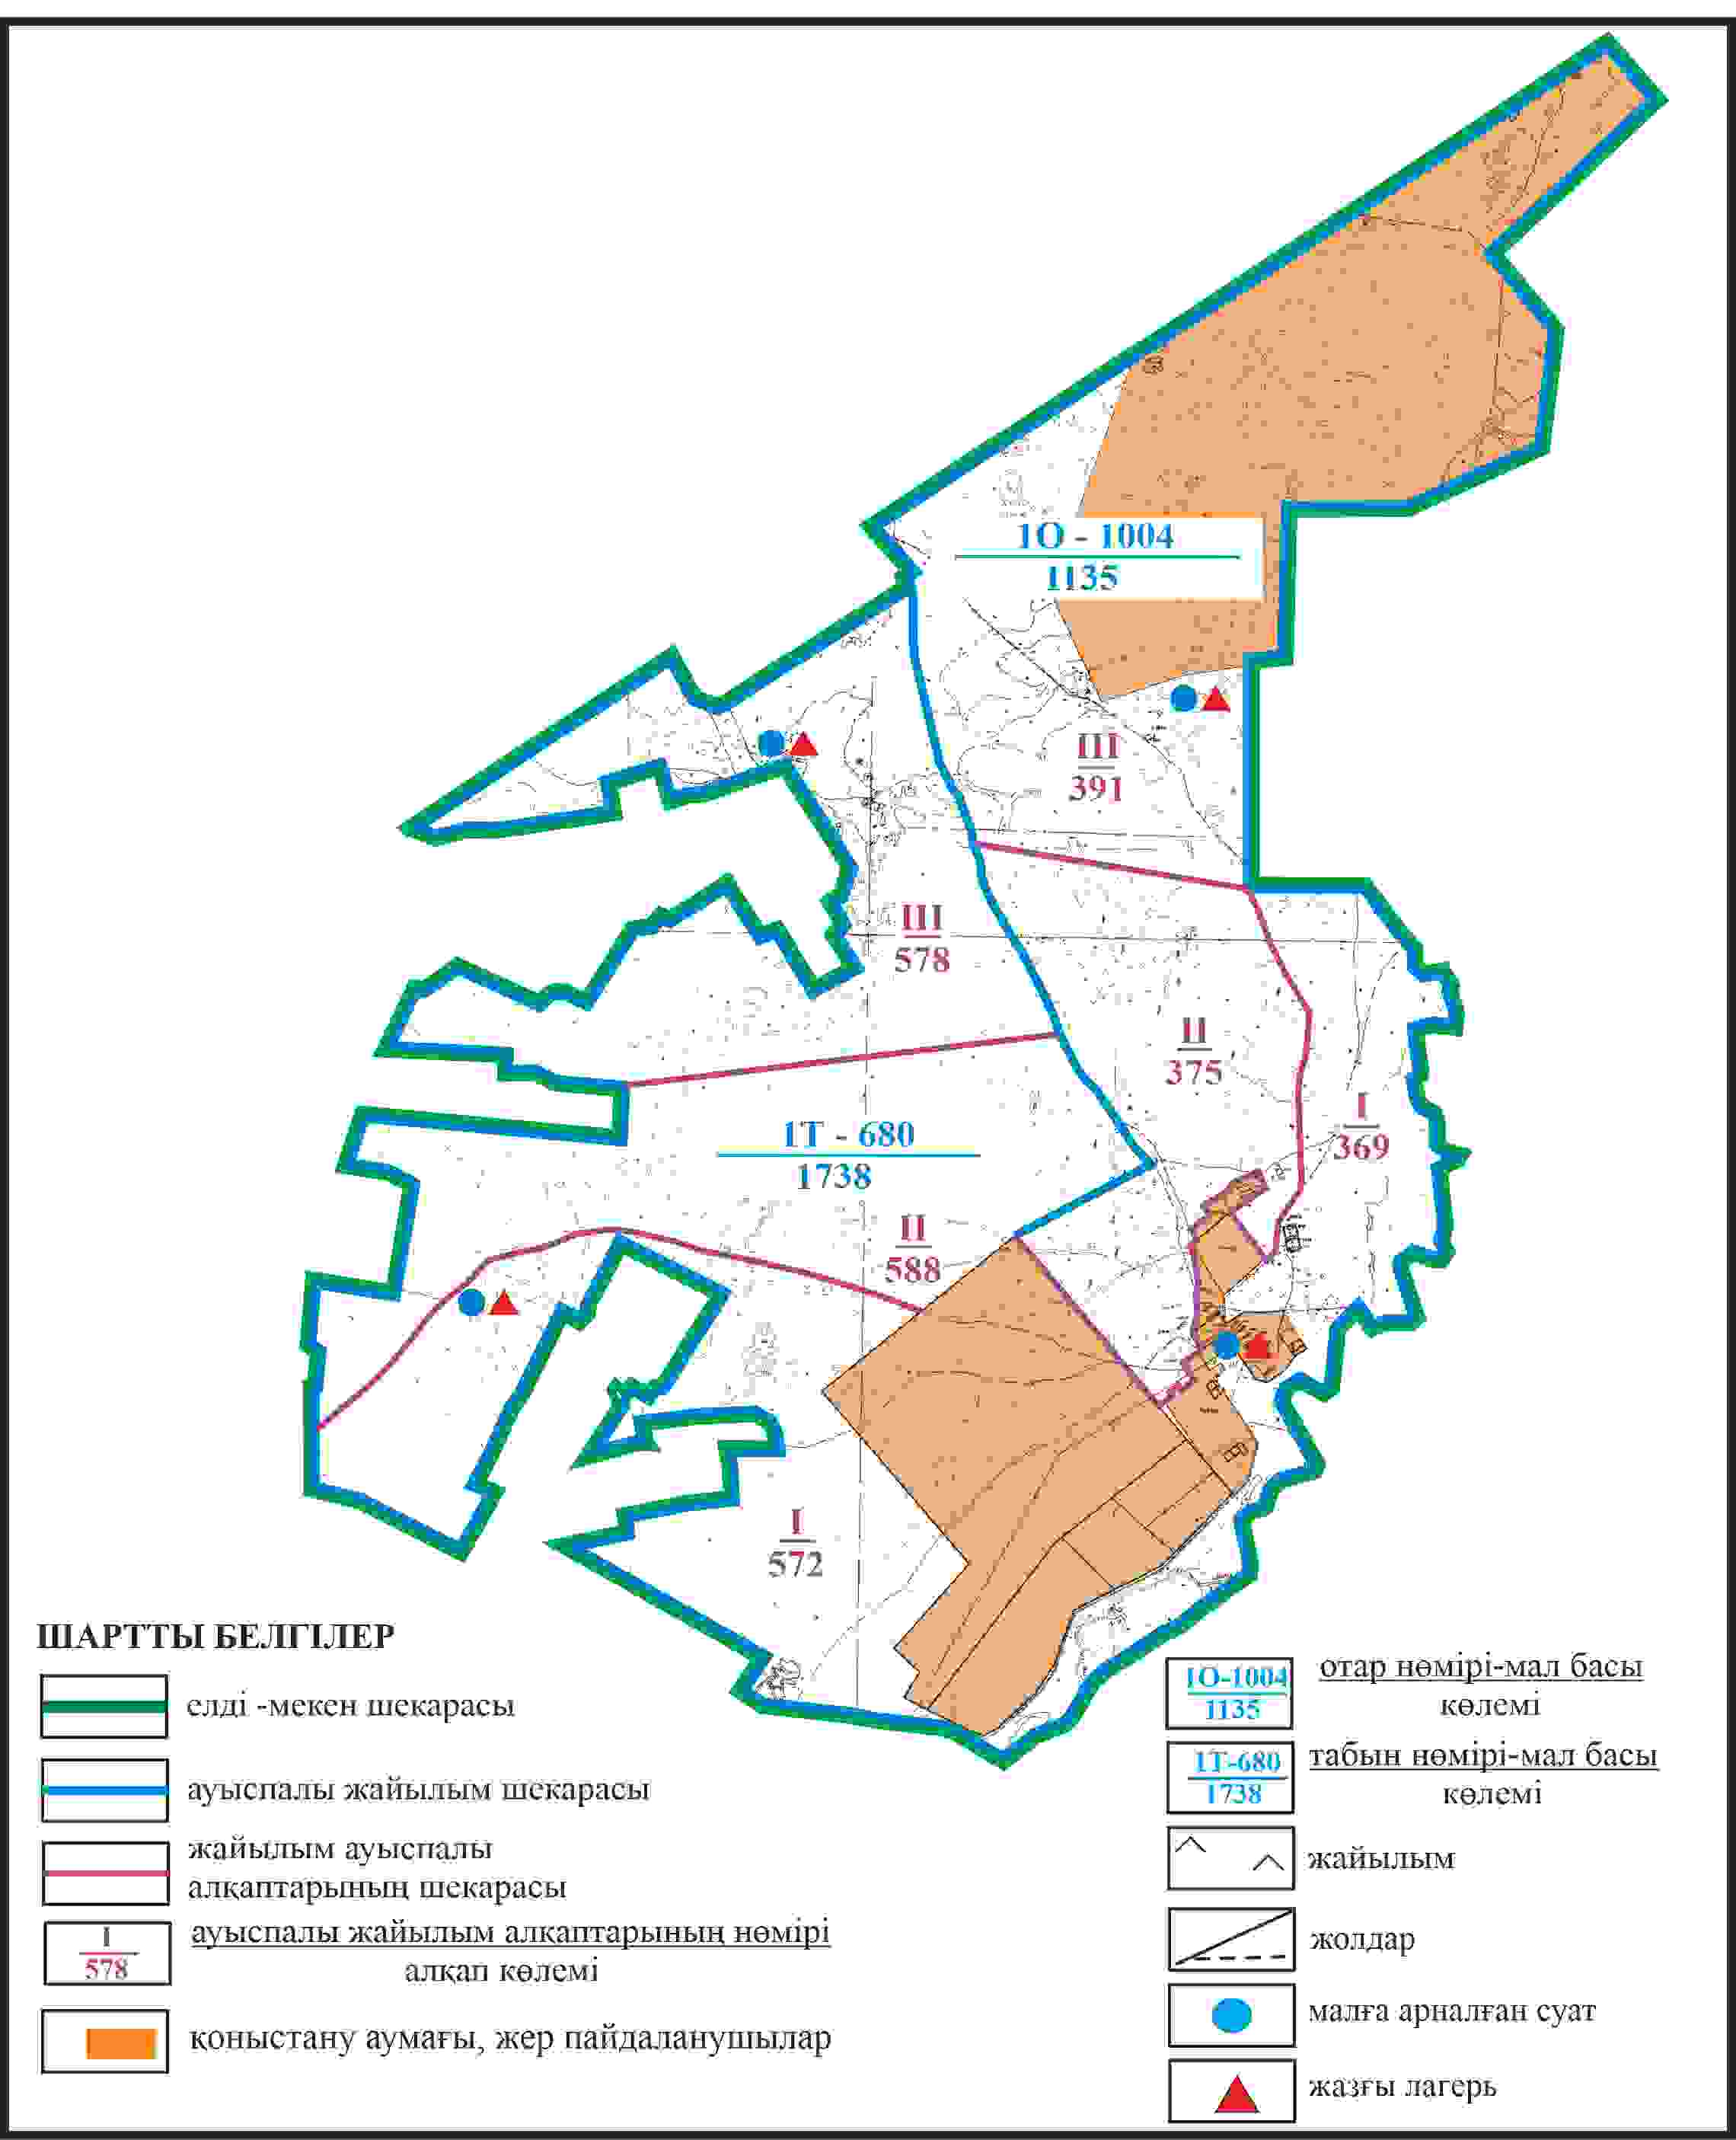 1О - 1004
1135
III
391
III
578
II
375
I
369
1Т - 680
1738
II
588
I
572
ШАРТТЫ БЕЛГІЛЕР
елді -мекен шекарасы
ауыспалы жайылым шекарасы
жайылым ауыспалы
алқаптарының шекарасы
I
578
ауыспалы жайылым алқаптарының нөмірі
алқап көлемі
қоныстану аумағы, жер пайдаланушылар
1О-1004
1135
отар нөмірі-мал басы
көлемі
1Т-680
1738
табын нөмірі-мал басы
көлемі
жайылым
жолдар
малға арналған суат
жазғы лагерь